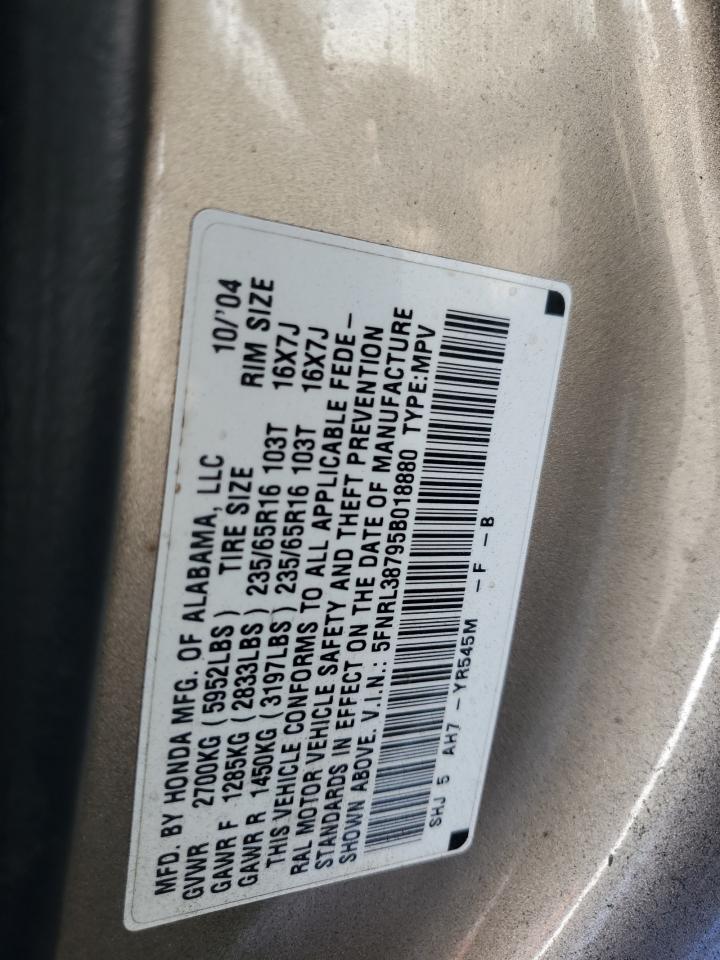 MFD. BY HONDA MFG. OF ALABAMA, LLC 10/'04
GVWR 2700KG (5952LBS) TIRE SIZE RIM SIZE
GAWR F 1285KG (2833LBS) 235/65R16 103T 16X7J
GAWR R 1450KG (3197LBS) 235/65R16 103T 16X7J
THIS VEHICLE CONFORMS TO ALL APPLICABLE FEDE-
RAL MOTOR VEHICLE SAFETY AND THEFT PREVENTION
STANDARDS IN EFFECT ON THE DATE OF MANUFACTURE
SHOWN ABOVE. V.I.N.: 5FNRL38795B018880 TYPE:MPV
SHJ 5 AH7 - YR545M - F - B